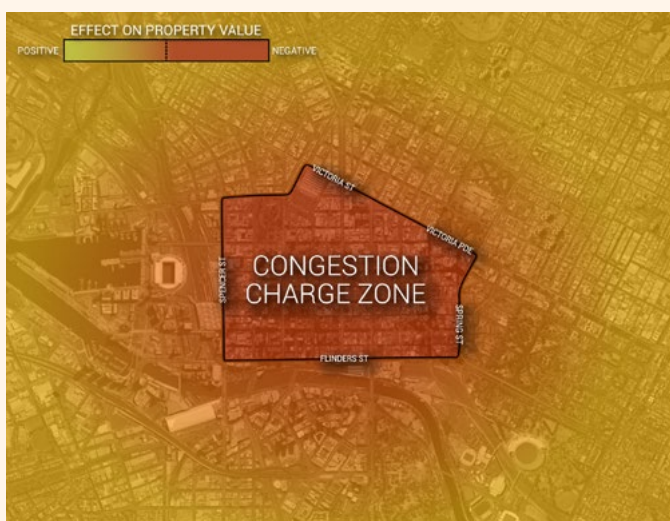 EFFECT ON PROPERTY VALUE
POSITIVE
NEGATIVE
VICTORIA ST
VICTORIA PDE
CONGESTION
CHARGE ZONE
SPENCER ST
SPRING ST
FLINDERS ST